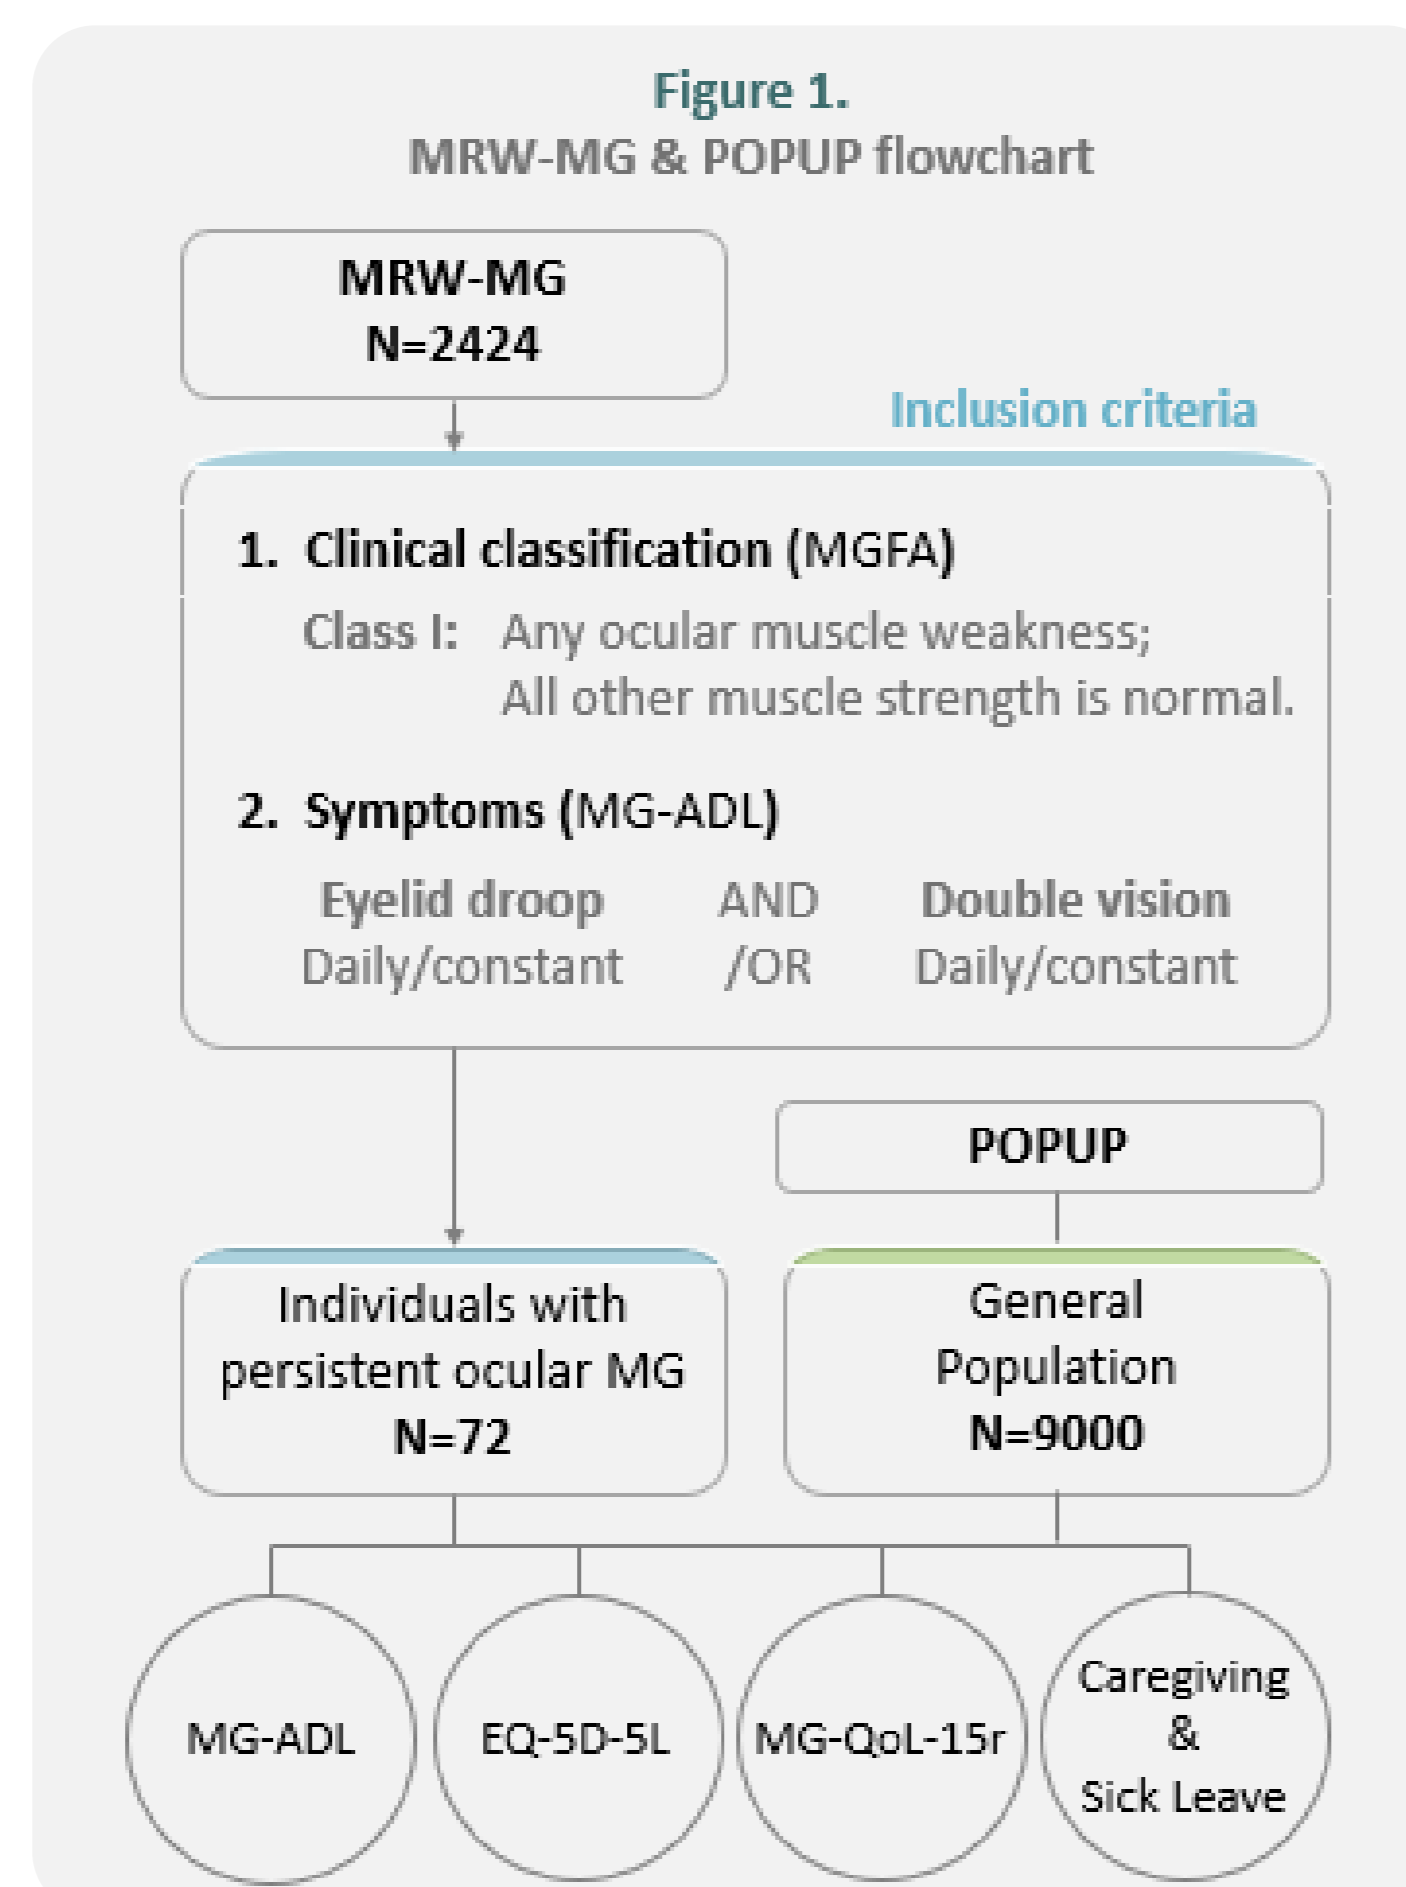 Figure 1.
MRW-MG & POPUP flowchart
MRW-MG
N=2424
Inclusion criteria
1. Clinical classification (MGFA)
Class I: Any ocular muscle weakness;
All other muscle strength is normal.
2. Symptoms (MG-ADL)
Eyelid droop AND Double vision
Daily/constant /OR Daily/constant
POPUP
Individuals with
persistent ocular MG
N=72
General
Population
N=9000
MG-ADL
EQ-5D-5L
MG-QoL-15r
Caregiving
&
Sick Leave